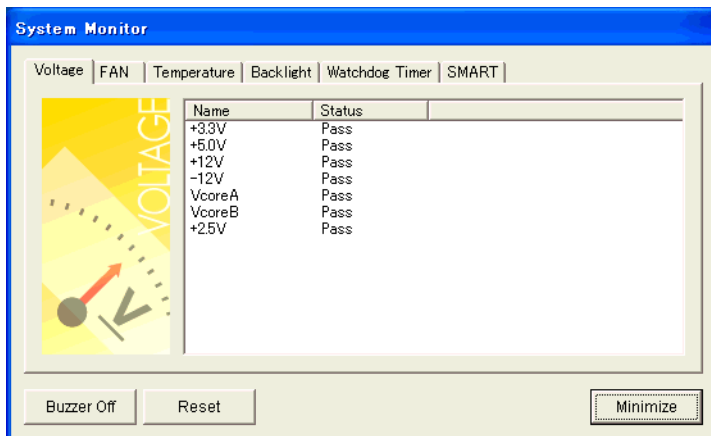 System Monitor
Voltage FAN Temperature Backlight Watchdog Timer SMART
VOLTAGE
V
Name Status
+3.3V Pass
+5.0V Pass
+12V Pass
-12V Pass
VcoreA Pass
VcoreB Pass
+2.5V Pass
Buzzer Off Reset Minimize